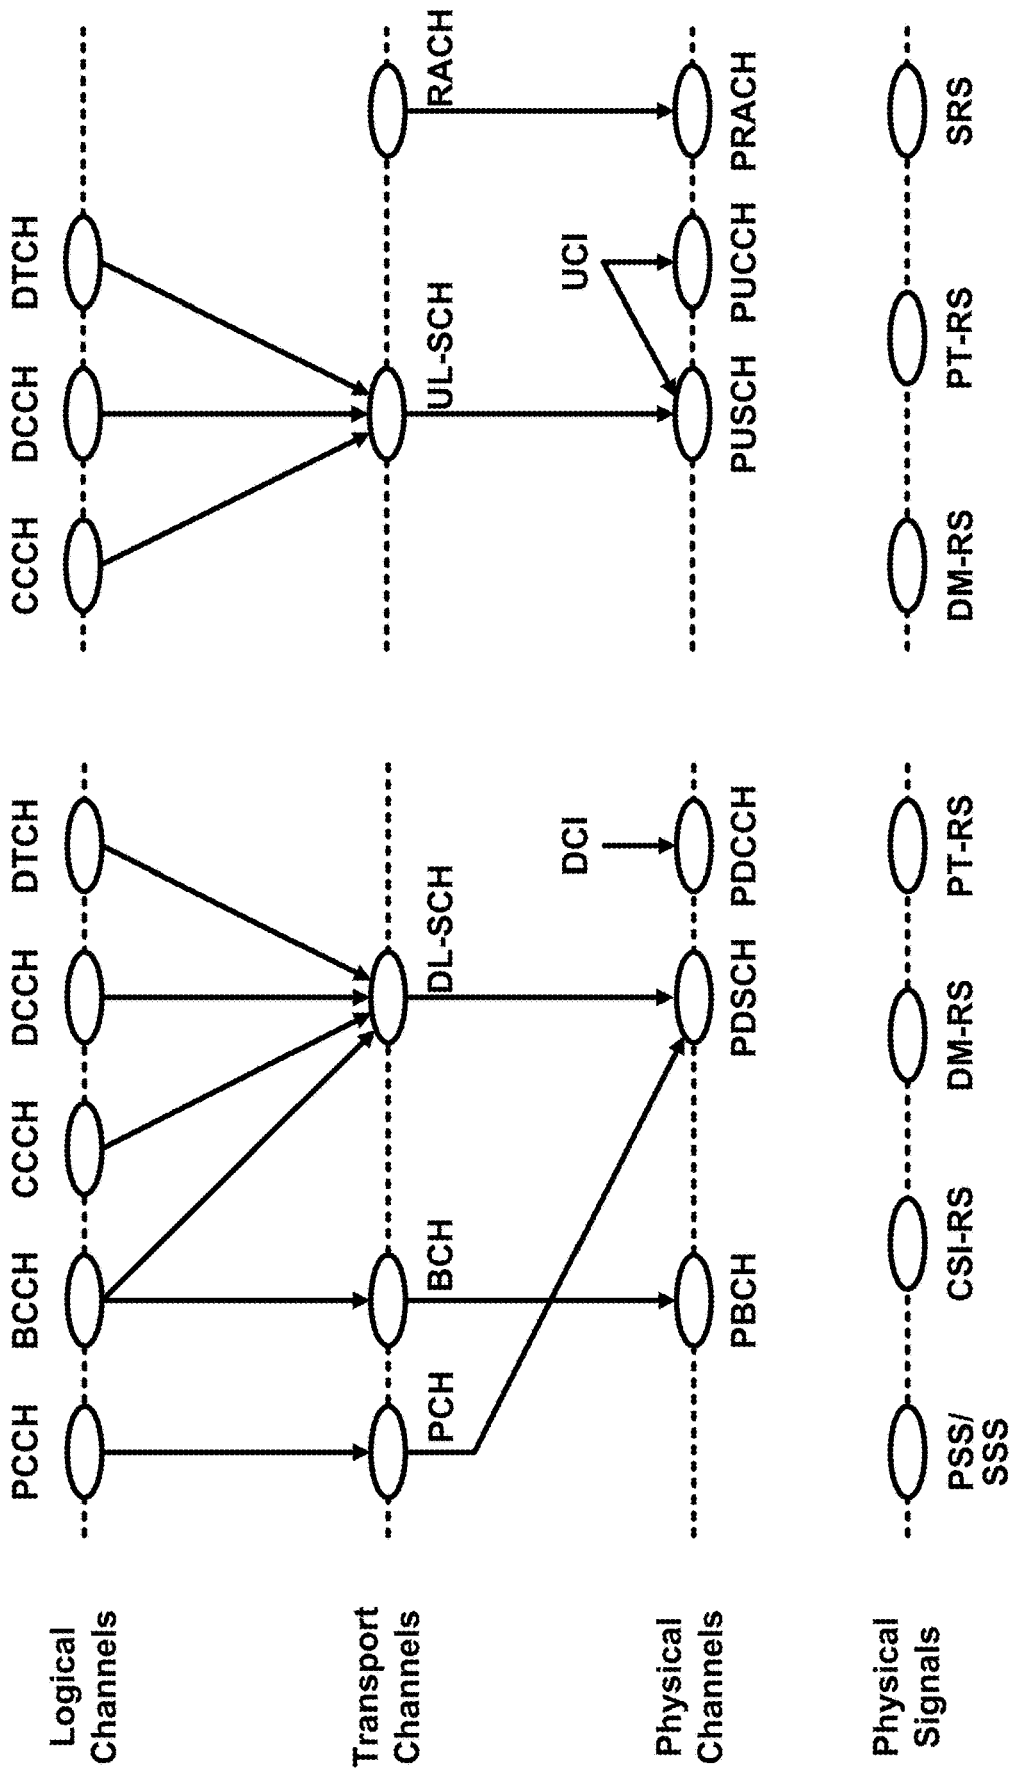 PCCH
BCCH
CCCH
DCCH
DTCH
CCCH
DCCH
DTCH
Logical
Channels
PCH
BCH
DL-SCH
UL-SCH
RACH
Transport
Channels
DCI
UCI
PBCH
PDSCH
PDCCH
PUSCH
PUCCH
PRACH
Physical
Channels
PSS/
SSS
CSI-RS
DM-RS
PT-RS
DM-RS
PT-RS
SRS
Physical
Signals